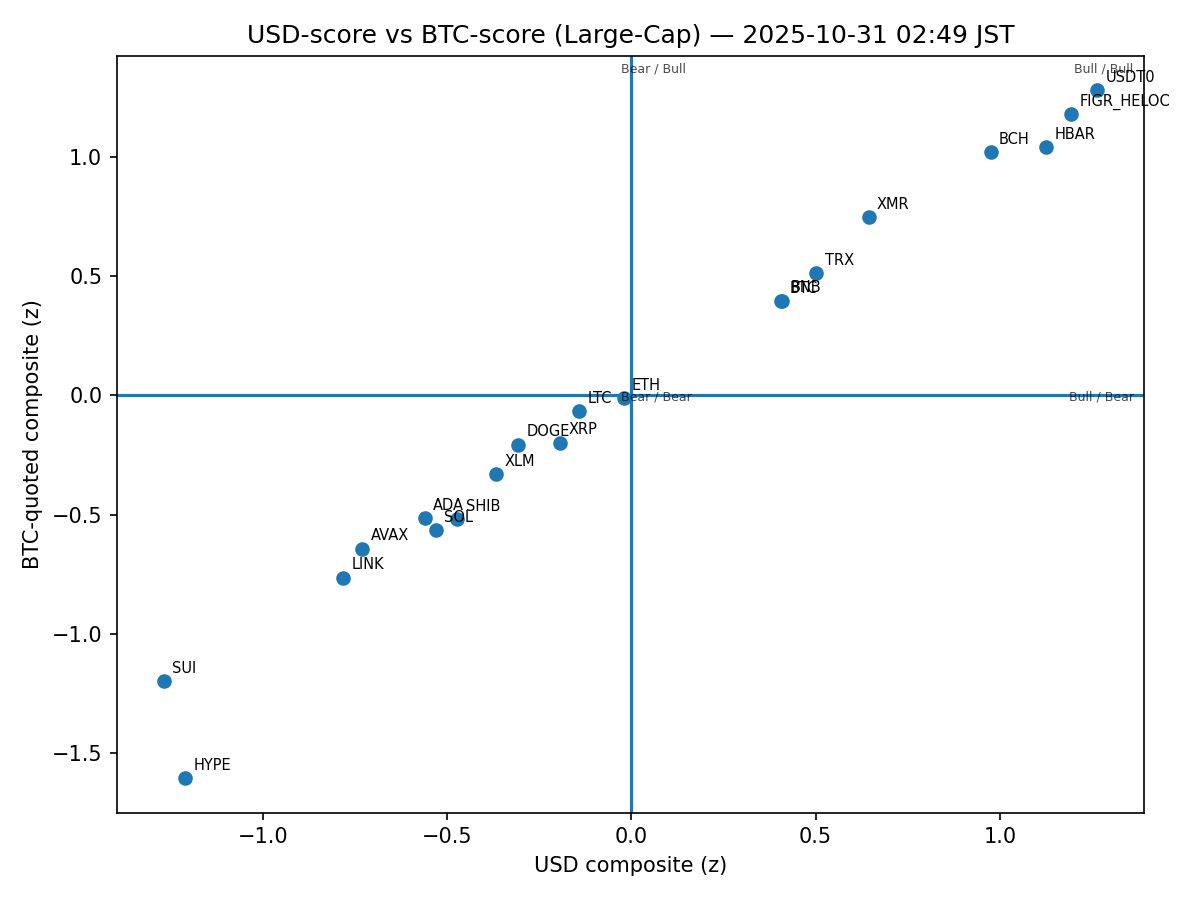 USD-score vs BTC-score (Large-Cap) — 2025-10-31 02:49 JST
Bear / Bull
Bull / Bull
USDT0
FIGR_HELOC
HBAR
BCH
XMR
TRX
BNB
BTC
ETH
LTC
Bear / Bear
Bull / Bear
DOGE
XRP
XLM
ADA
SHIB
SOL
AVAX
LINK
SUI
HYPE
1.0
0.5
0.0
−0.5
−1.0
−1.5
BTC-quoted composite (z)
−1.0
−0.5
0.0
0.5
1.0
USD composite (z)